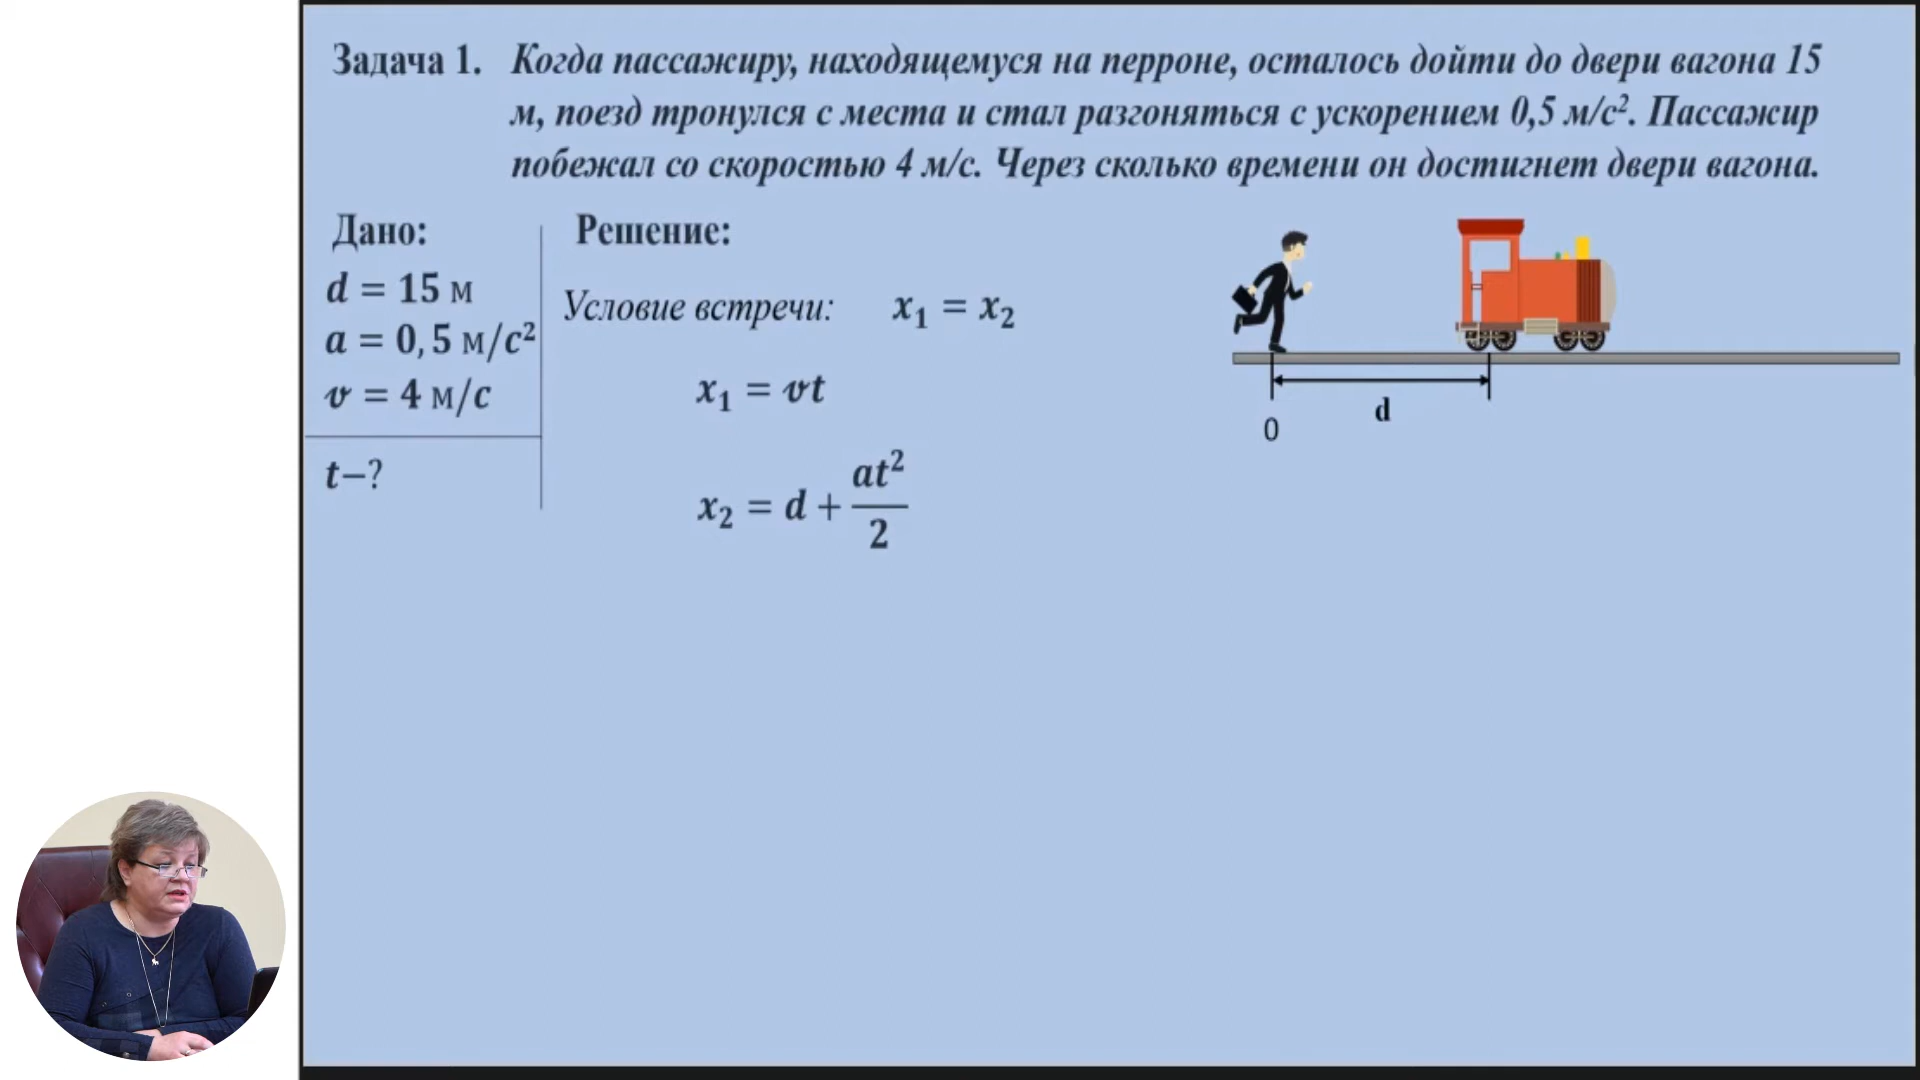 Задача 1. Когда пассажиру, находящемуся на перроне, осталось дойти до двери вагона 15
м, поезд тронулся с места и стал разгоняться с ускорением 0,5 м/с². Пассажир
побежал со скоростью 4 м/с. Через сколько времени он достигнет двери вагона.
Дано:
d = 15 м
a = 0, 5 м/с²
v = 4 м/с
t−?
Решение:
Условие встречи: x₁ = x₂
x₁ = vt
x₂ = d + at²/2
d
0